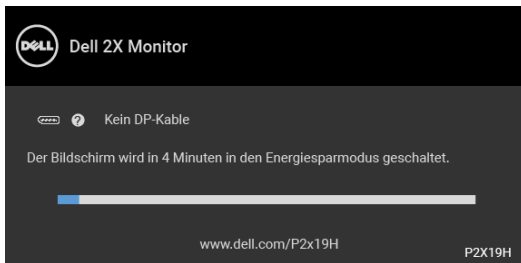 DELL
Dell 2X Monitor
Kein DP-Kable
Der Bildschirm wird in 4 Minuten in den Energiesparmodus geschaltet.
www.dell.com/P2x19H
P2X19H